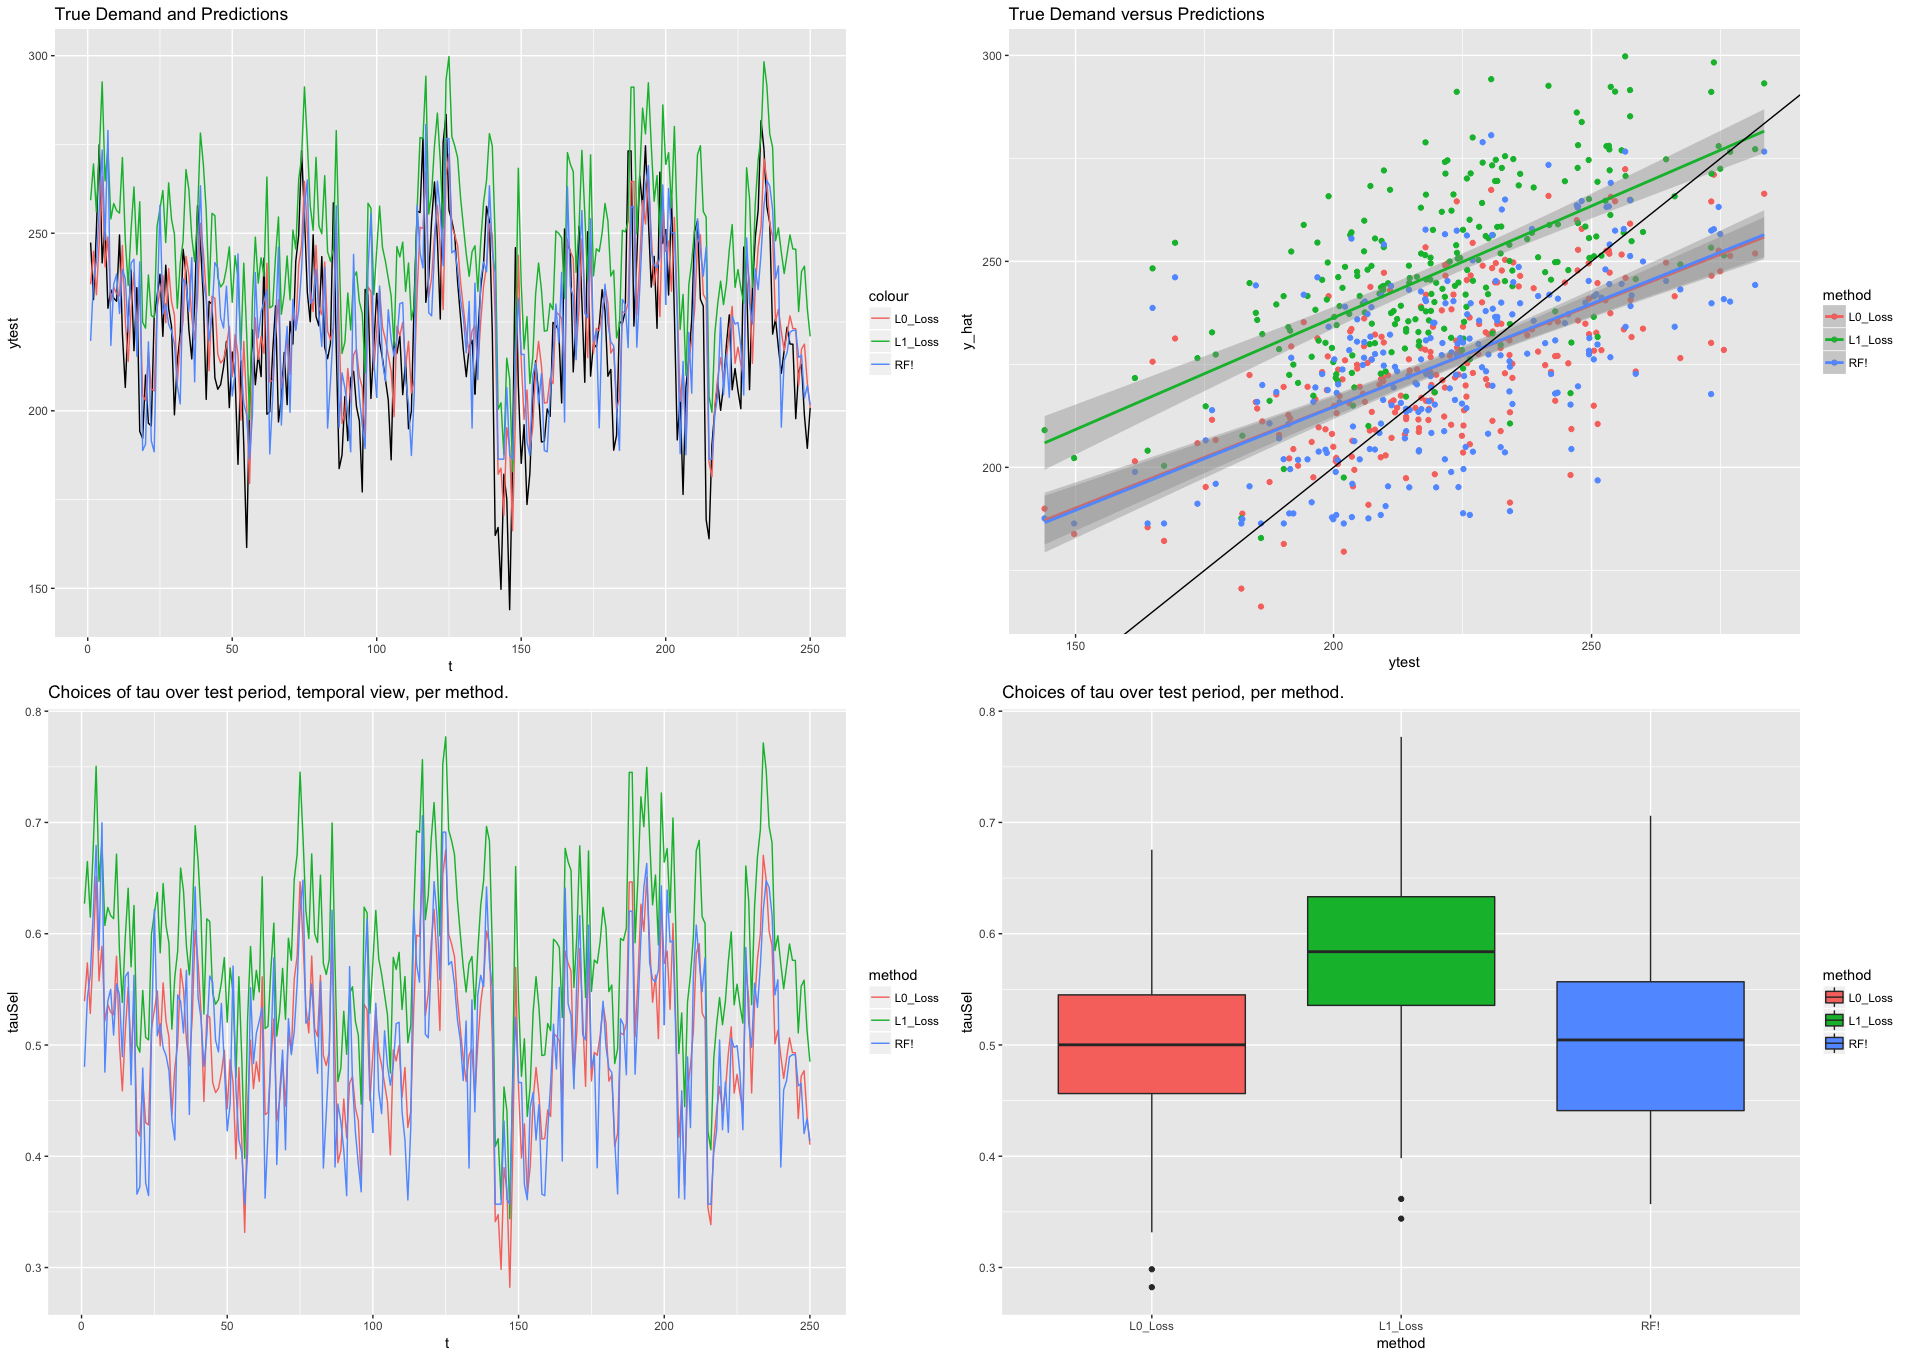 True Demand and Predictions
300
250
200
150
ytest
0
50
100
150
200
250
t
colour
L0_Loss
L1_Loss
RF!
True Demand versus Predictions
300
250
200
y_hat
150
200
250
ytest
method
L0_Loss
L1_Loss
RF!
Choices of tau over test period, temporal view, per method.
0.8
0.7
0.6
0.5
0.4
0.3
tauSel
0
50
100
150
200
250
t
method
L0_Loss
L1_Loss
RF!
Choices of tau over test period, per method.
0.8
0.7
0.6
0.5
0.4
0.3
tauSel
L0_Loss
L1_Loss
RF!
method
method
L0_Loss
L1_Loss
RF!